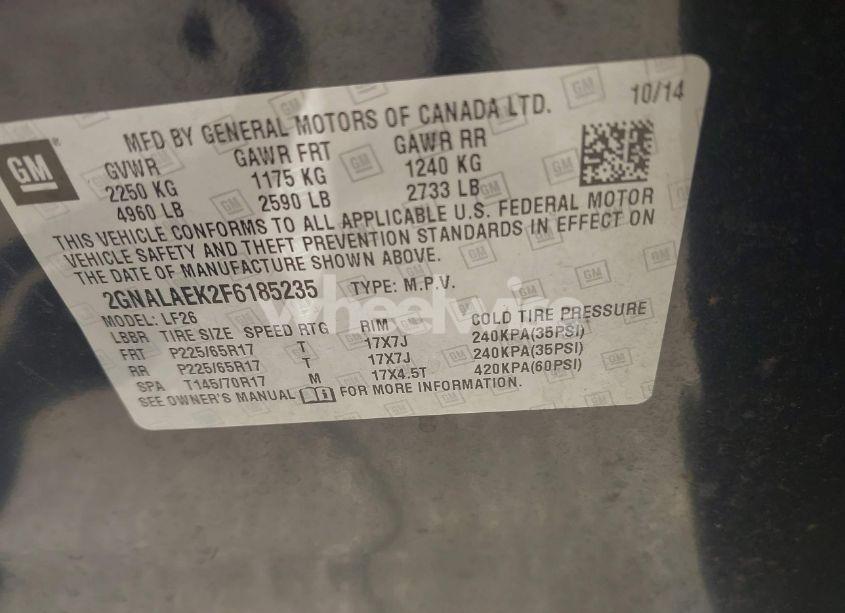 GM ®
MFD BY GENERAL MOTORS OF CANADA LTD. 10/14
GVWR GAWR FRT GAWR RR
2250 KG 1175 KG 1240 KG
4960 LB 2590 LB 2733 LB
THIS VEHICLE CONFORMS TO ALL APPLICABLE U.S. FEDERAL MOTOR
VEHICLE SAFETY AND THEFT PREVENTION STANDARDS IN EFFECT ON
THE DATE OF MANUFACTURE SHOWN ABOVE.
2GNALAEK2F6185235 TYPE: M.P.V.
MODEL: LF26
LBBR TIRE SIZE SPEED RTG RIM COLD TIRE PRESSURE
FRT P225/65R17 T 17X7J 240KPA(35PSI)
RR P225/65R17 T 17X7J 240KPA(35PSI)
SPA T145/70R17 M 17X4.5T 420KPA(60PSI)
SEE OWNER'S MANUAL FOR MORE INFORMATION.
wheelwise